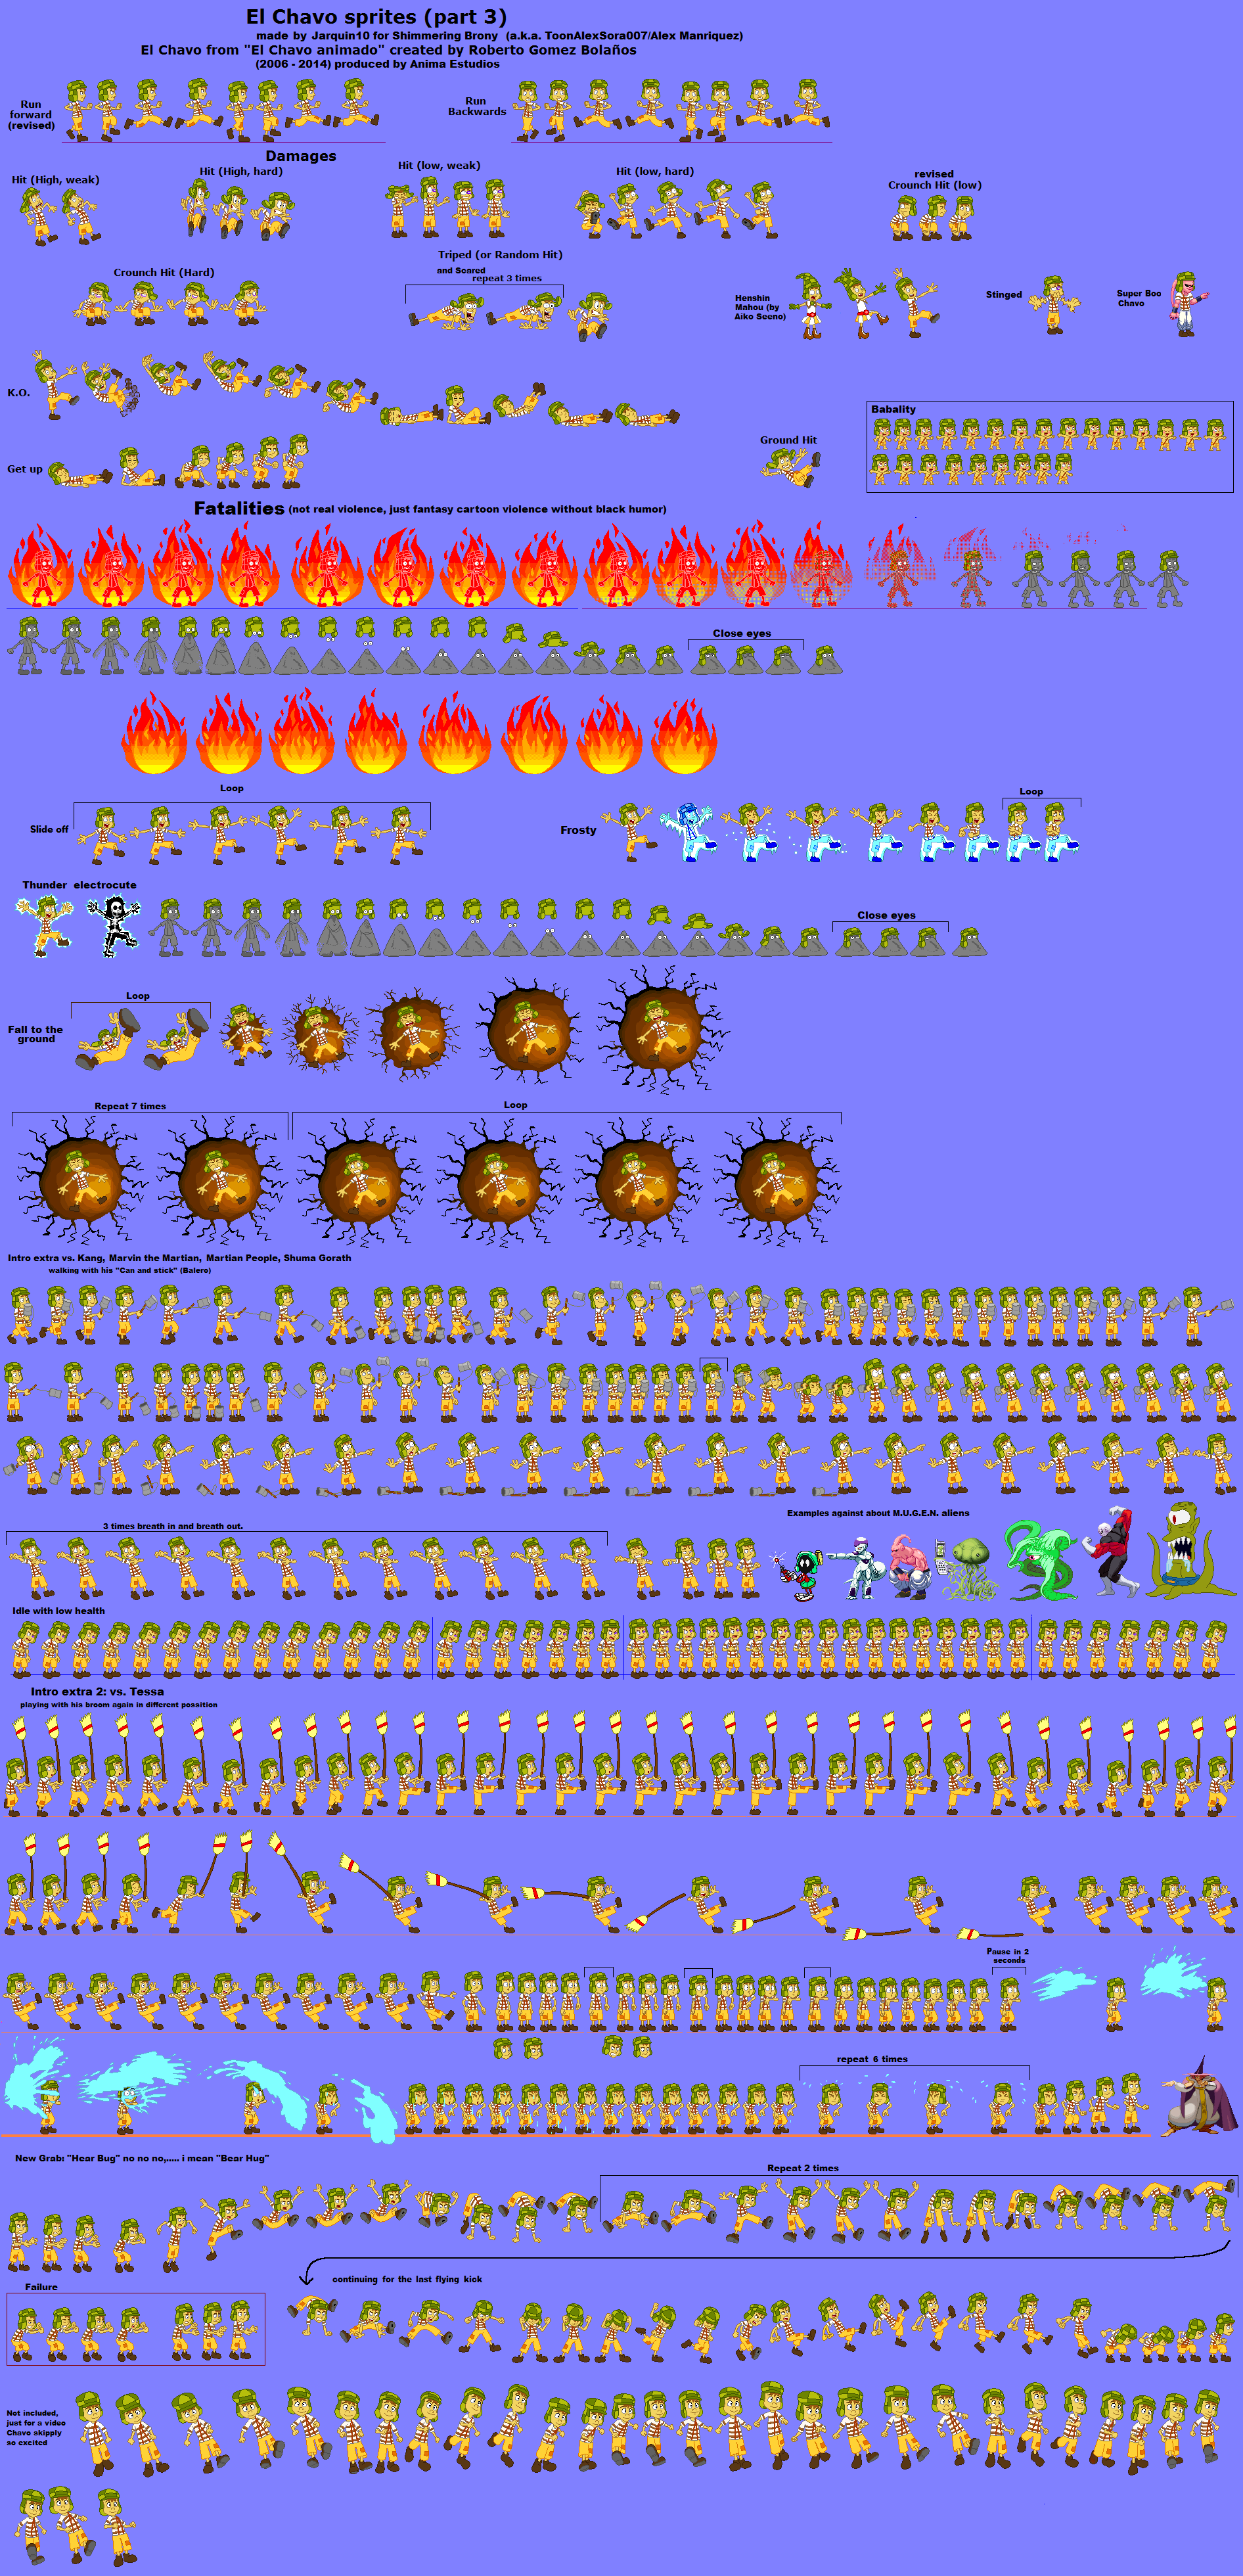 El Chavo sprites (part 3)
made by Jarquin10 for Shimmering Brony (a.k.a. ToonAlexSora007/Alex Manriquez)
El Chavo from "El Chavo animado" created by Roberto Gomez Bolaños
(2006 - 2014) produced by Anima Estudios
Run
forward
(revised)
Run
Backwards
Damages
Hit (High, weak)
Hit (High, hard)
Hit (low, weak)
Hit (low, hard)
revised
Crounch Hit (low)
Crounch Hit (Hard)
Triped (or Random Hit)
and Scared
repeat 3 times
Henshin
Mahou (by
Aiko Seeno)
Stinged
Super Boo
Chavo
K.O.
Babality
Get up
Ground Hit
Fatalities (not real violence, just fantasy cartoon violence without black humor)
Close eyes
Loop
Slide off
Frosty
Loop
Thunder electrocute
Close eyes
Loop
Fall to the
ground
Repeat 7 times
Loop
Intro extra vs. Kang, Marvin the Martian, Martian People, Shuma Gorath
walking with his "Can and stick" (Balero)
3 times breath in and breath out.
Examples against about M.U.G.E.N. aliens
Idle with low health
Intro extra 2: vs. Tessa
playing with his broom again in different possition
Pause in 2
seconds
repeat 6 times
New Grab: "Hear Bug" no no no,..... i mean "Bear Hug"
Repeat 2 times
continuing for the last flying kick
Failure
Not included,
just for a video
Chavo skipply
so excited